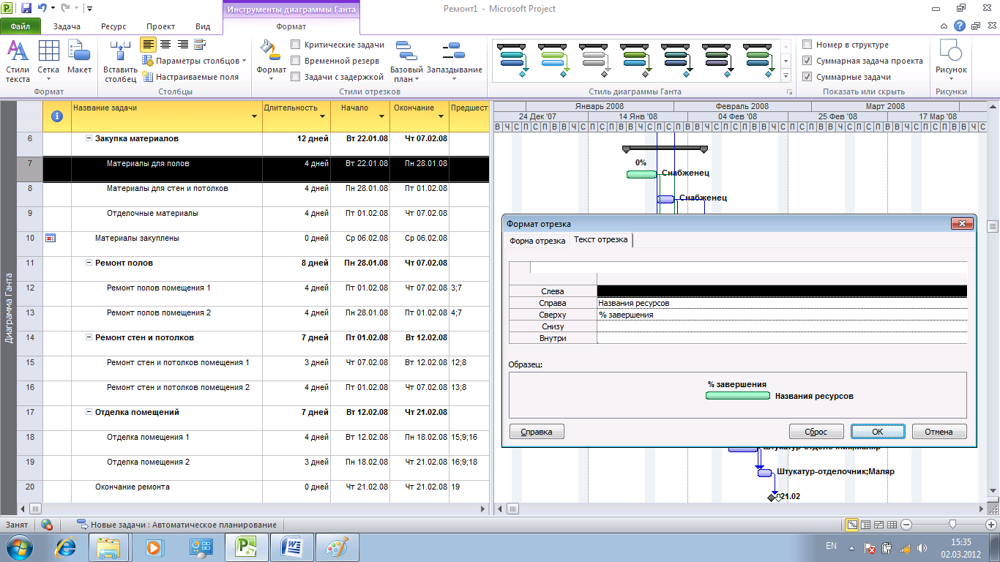 Инструменты диаграммы Ганта
Ремонт1 - Microsoft Project
Файл Задача Ресурс Проект Вид Формат
Стили текста
Сетка
Макет
Формат
Вставить столбец
Параметры столбцов
Настраиваемые поля
Столбцы
Формат
Критические задачи
Временной резерв
Задачи с задержкой
Базовый план
Запаздывание
Стили отрезков
Стиль диаграммы Ганта
Номер в структуре
Суммарная задача проекта
Суммарные задачи
Показать или скрыть
Рисунок
Рисунки
Диаграмма Ганта
Название задачи Длительность Начало Окончание Предшест
6 Закупка материалов 12 дней Вт 22.01.08 Чт 07.02.08
7 Материалы для полов 4 дней Вт 22.01.08 Пн 28.01.08
8 Материалы для стен и потолков 4 дней Пн 28.01.08 Пт 01.02.08
9 Отделочные материалы 4 дней Пт 01.02.08 Чт 07.02.08
10 Материалы закуплены 0 дней Ср 06.02.08 Ср 06.02.08
11 Ремонт полов 8 дней Пн 28.01.08 Чт 07.02.08
12 Ремонт полов помещения 1 4 дней Пт 01.02.08 Чт 07.02.08 3;7
13 Ремонт полов помещения 2 4 дней Пн 28.01.08 Пт 01.02.08 4;7
14 Ремонт стен и потолков 7 дней Пт 01.02.08 Вт 12.02.08
15 Ремонт стен и потолков помещения 1 3 дней Чт 07.02.08 Вт 12.02.08 12;8
16 Ремонт стен и потолков помещения 2 4 дней Пт 01.02.08 Чт 07.02.08 13;8
17 Отделка помещений 7 дней Вт 12.02.08 Чт 21.02.08
18 Отделка помещения 1 4 дней Вт 12.02.08 Пн 18.02.08 15;9;16
19 Отделка помещения 2 3 дней Пн 18.02.08 Чт 21.02.08 16;9;18
20 Окончание ремонта 0 дней Чт 21.02.08 Чт 21.02.08 19
Январь 2008 Февраль 2008 Март 2008
24 Дек '07 14 Янв '08 04 Фев '08 25 Фев '08 17 Мар '08
В Ч С П П С В П В Ч С П П С В П В Ч С П П С В П В Ч С П П С В П В Ч С П П С В П В Ч С
0%
Снабженец
Снабженец
Формат отрезка
Форма отрезка Текст отрезка
Слева
Справа Названия ресурсов
Сверху % завершения
Снизу
Внутри
Образец:
% завершения
Названия ресурсов
Справка Сброс ОК Отмена
Штукатур-отделочник;Маляр
Штукатур-отделочник;Маляр
21.02
Занят Новые задачи : Автоматическое планирование
EN
15:35
02.03.2012